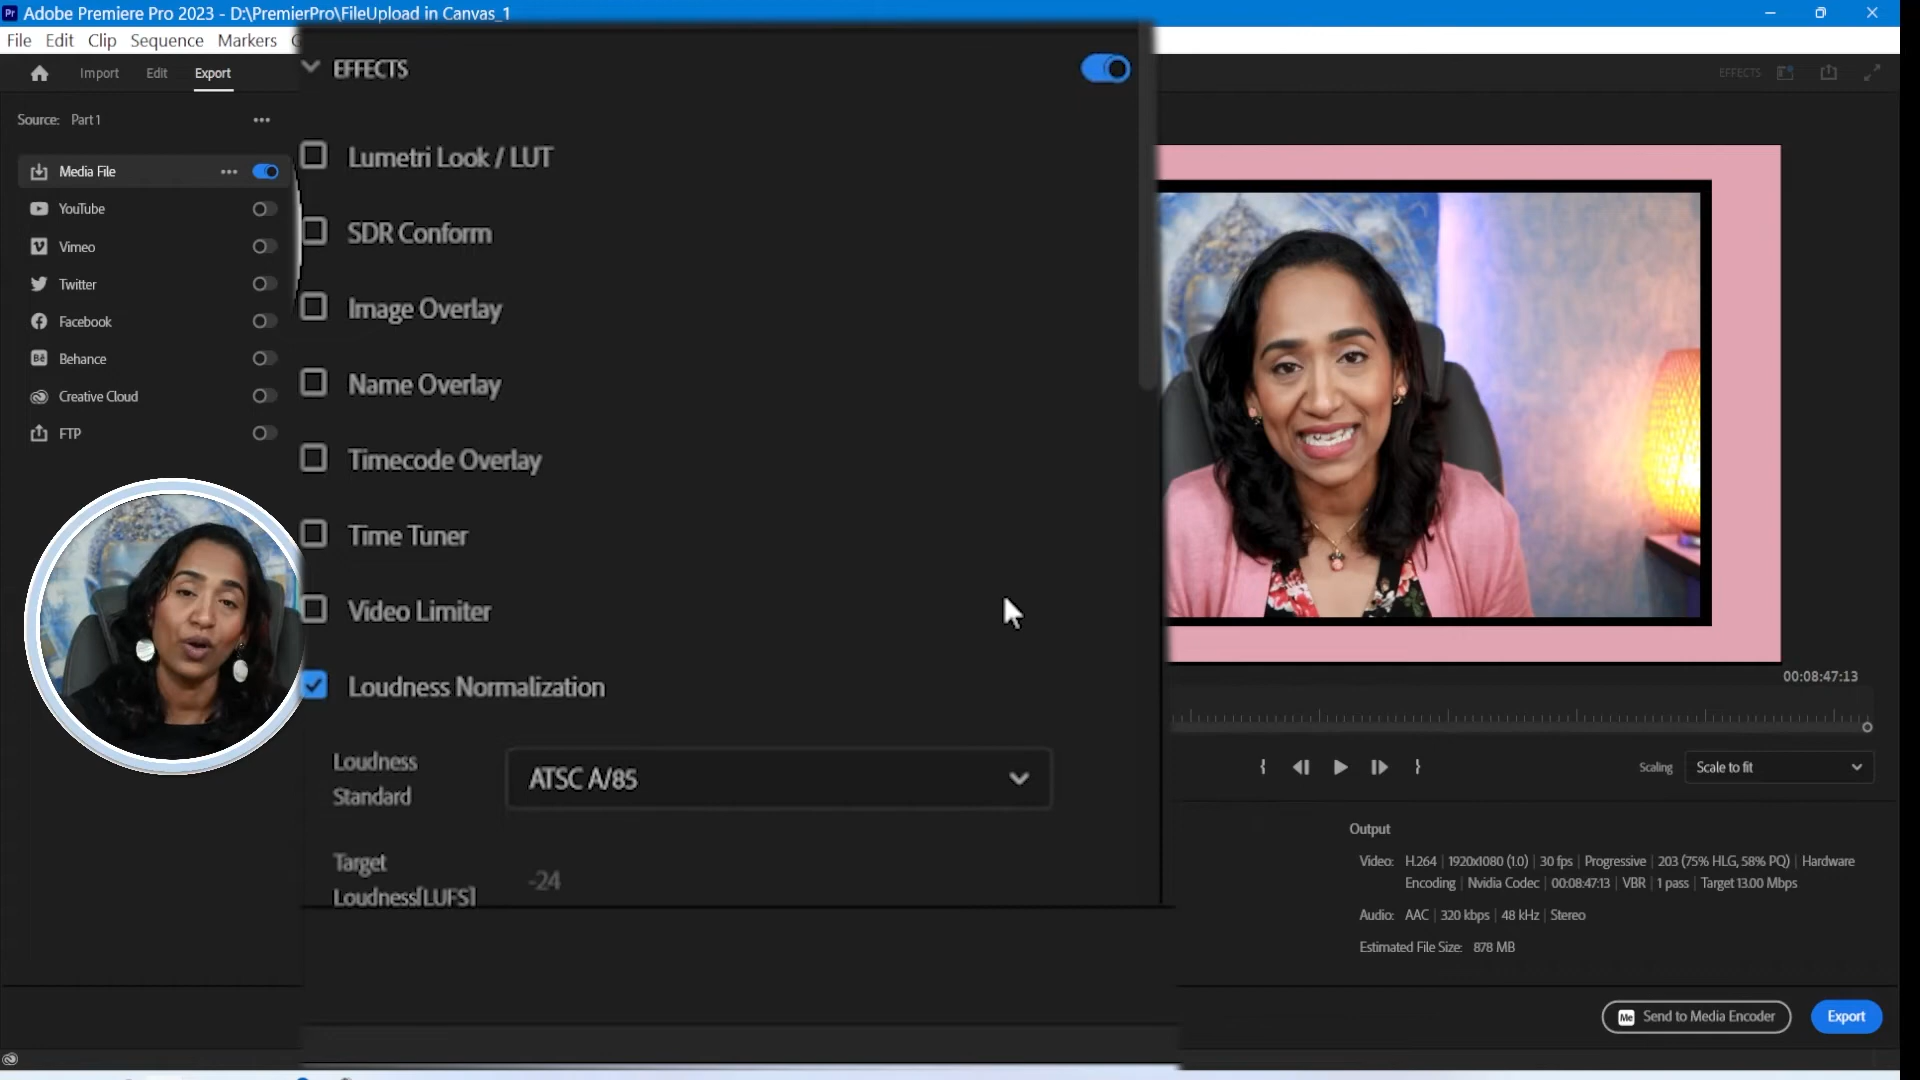 Pr Adobe Premiere Pro 2023 - D:\PremierPro\FileUpload in Canvas_1
File Edit Clip Sequence Markers G
Import Edit Export
EFFECTS
Source: Part 1
Media File
YouTube
Vimeo
Twitter
Facebook
Bē Behance
Creative Cloud
FTP
EFFECTS
Lumetri Look / LUT
SDR Conform
Image Overlay
Name Overlay
Timecode Overlay
Time Tuner
Video Limiter
Loudness Normalization
Loudness
Standard
ATSC A/85
Target
Loudness[LUFS]
-24
00:08:47:13
Scaling Scale to fit
Output
Video: H.264 | 1920x1080 (1.0) | 30 fps | Progressive | 203 (75% HLG, 58% PQ) | Hardware
Encoding | Nvidia Codec | 00:08:47:13 | VBR | 1 pass | Target 13.00 Mbps
Audio: AAC | 320 kbps | 48 kHz | Stereo
Estimated File Size: 878 MB
Me Send to Media Encoder
Export